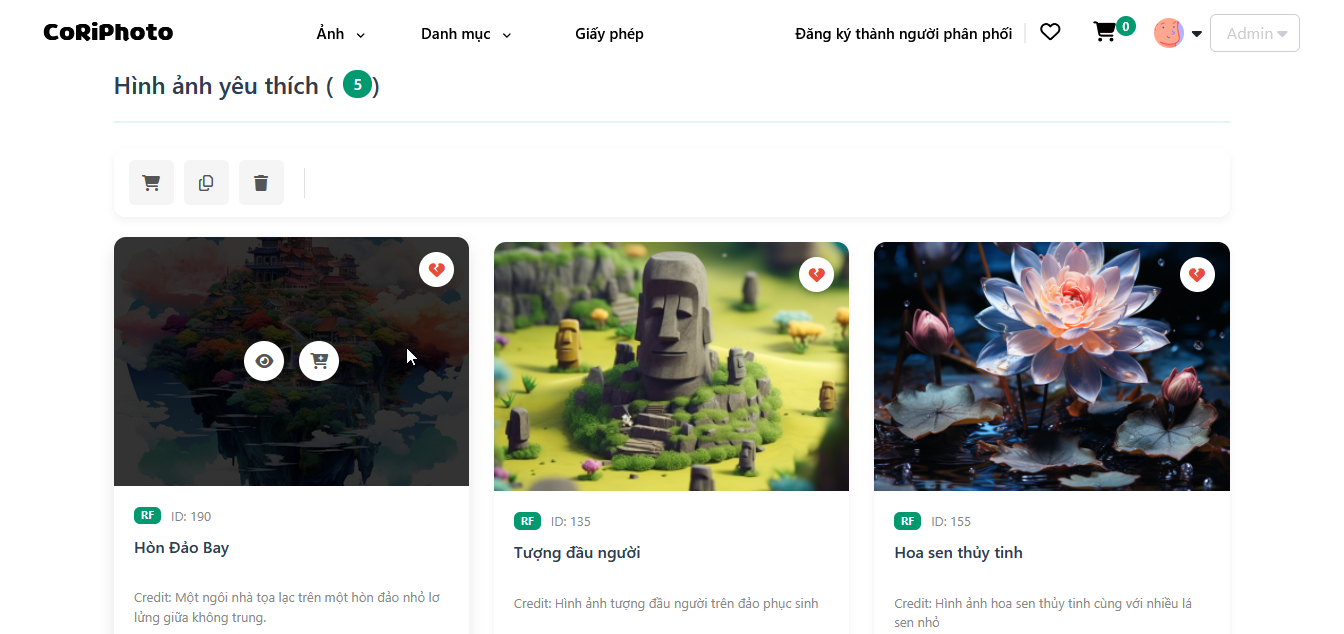 CoRiPhoto
Ảnh
Danh mục
Giấy phép
Đăng ký thành người phân phối
0
Admin
Hình ảnh yêu thích ( 5 )
RF ID: 190
Hòn Đảo Bay
Credit: Một ngôi nhà tọa lạc trên một hòn đảo nhỏ lơ
lửng giữa không trung.
RF ID: 135
Tượng đầu người
Credit: Hình ảnh tượng đầu người trên đảo phục sinh
RF ID: 155
Hoa sen thủy tinh
Credit: Hình ảnh hoa sen thủy tinh cùng với nhiều lá
sen nhỏ